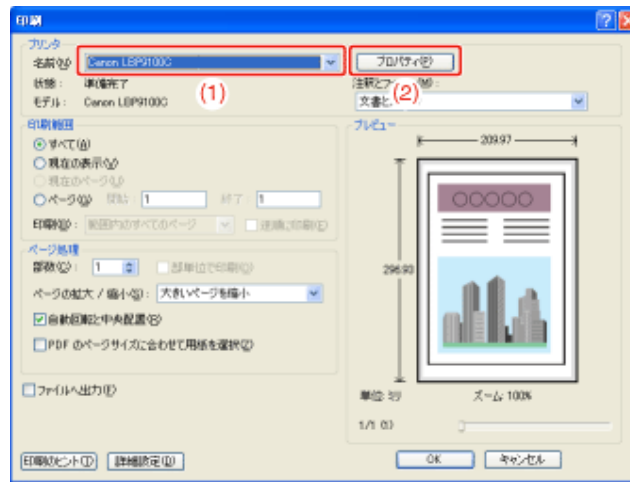 印刷
プリンタ
名前(N): Canon LBP9100C
プロパティ(P)
状態: 準備完了
(1)
(2)
モデル: Canon LBP9100C
文書と
印刷範囲
すべて(A)
現在の表示(V)
現在のページ(U)
ページ(G) 開始: 1 終了: 1
印刷(R): 範囲内のすべてのページ
逆順に印刷(E)
ページ処理
部数(C): 1
部単位で印刷(O)
ページの拡大 / 縮小(S): 大きいページを縮小
自動回転と中央配置(B)
PDF のページサイズに合わせて用紙を選択(Z)
ファイルへ出力(F)
プレビュー
209.97
296.93
OOOOO
単位: ミリ
ズーム: 100%
1/1 (1)
印刷のヒント(T)
詳細設定(D)
OK
キャンセル